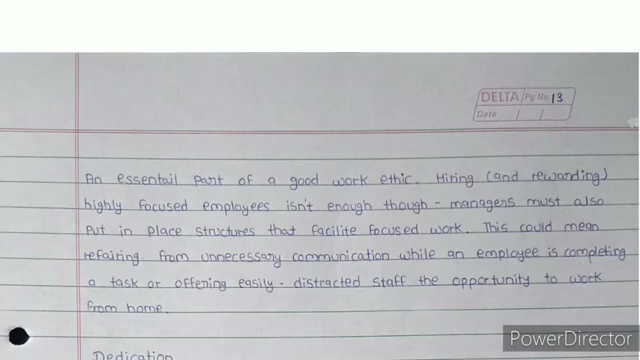 DELTA Pg No. 13
Date / /
An essentail part of a good work ethic. Hiring (and rewarding)
highly focused employees isn't enough though - managers must also
put in place structures that facilite focused work. This could mean
refairing from unnecessary communication while an employee is completing
a task or offering easily - distracted staff the opportunity to work
from home.
Dedication
PowerDirector